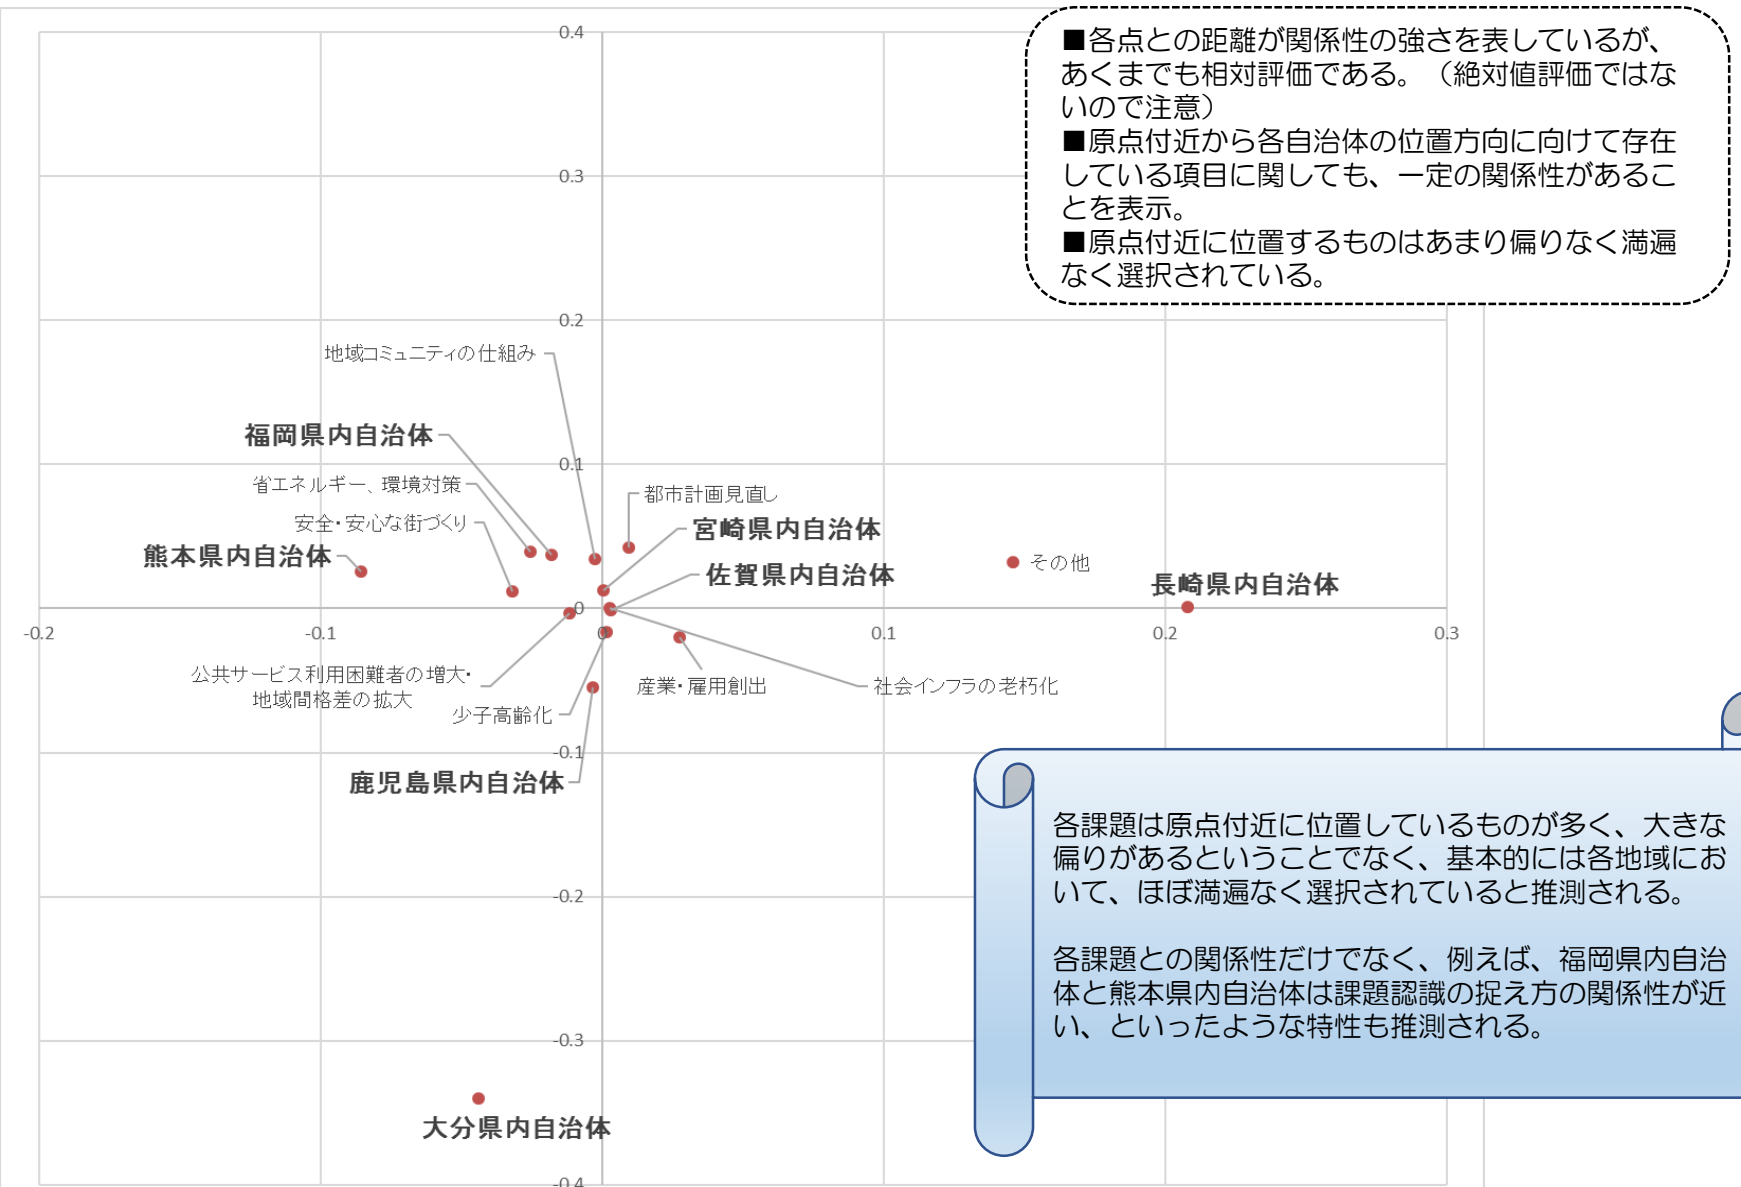 ■各点との距離が関係性の強さを表しているが、
あくまでも相対評価である。（絶対値評価ではな
いので注意）
■原点付近から各自治体の位置方向に向けて存在
している項目に関しても、一定の関係性があるこ
とを表示。
■原点付近に位置するものはあまり偏りなく満遍
なく選択されている。
0.4
0.3
0.2
地域コミュニティの仕組み
福岡県内自治体
0.1
省エネルギー、環境対策
都市計画見直し
安全・安心な街づくり
宮崎県内自治体
熊本県内自治体
その他
佐賀県内自治体
長崎県内自治体
0
-0.2
-0.1
0
0.1
0.2
0.3
公共サービス利用困難者の増大・
地域間格差の拡大
産業・雇用創出
社会インフラの老朽化
少子高齢化
-0.1
鹿児島県内自治体
各課題は原点付近に位置しているものが多く、大きな
偏りがあるということでなく、基本的には各地域にお
いて、ほぼ満遍なく選択されていると推測される。
-0.2
各課題との関係性だけでなく、例えば、福岡県内自治
体と熊本県内自治体は課題認識の捉え方の関係性が近
い、といったような特性も推測される。
-0.3
大分県内自治体
-0.4